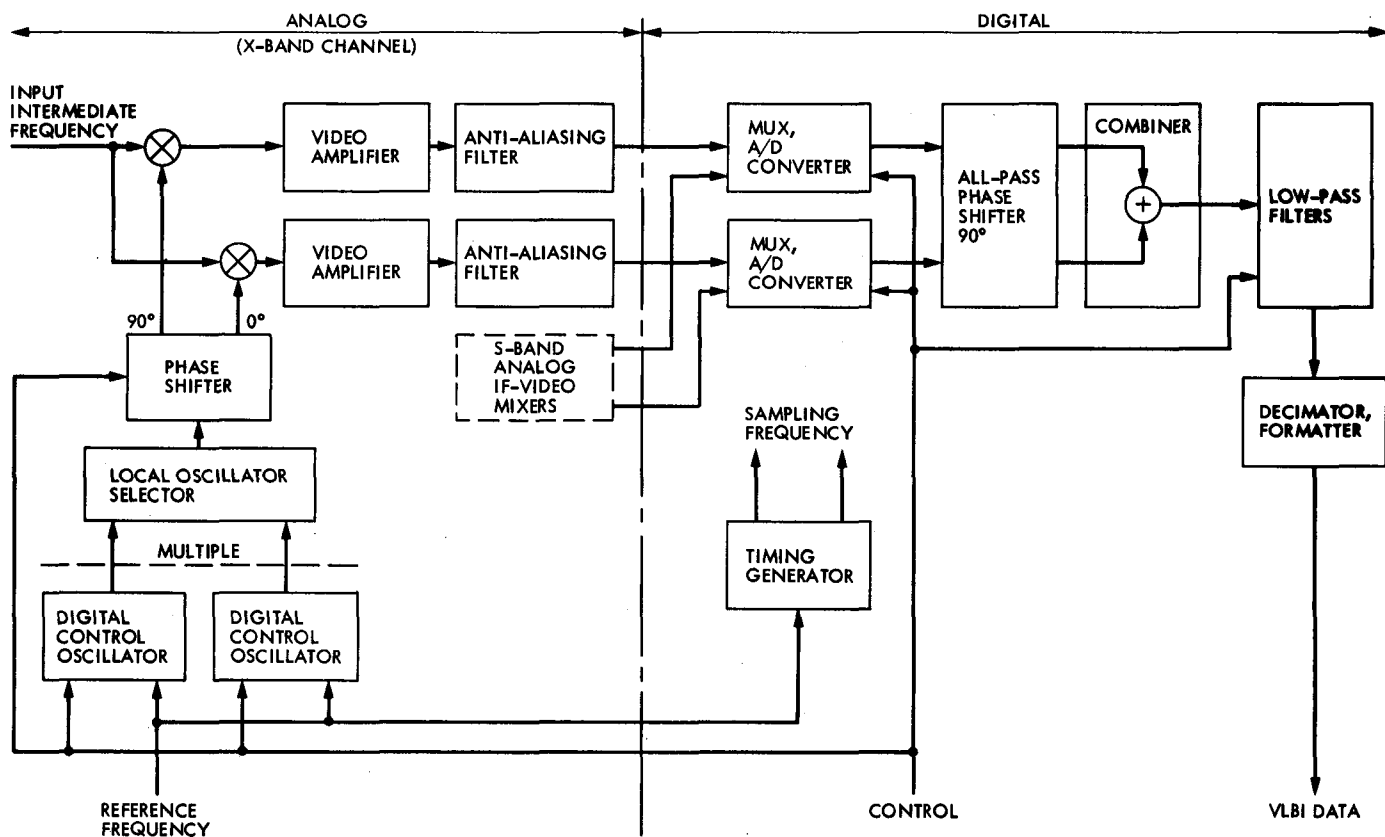 ANALOG
(X-BAND CHANNEL)
DIGITAL
INPUT
INTERMEDIATE
FREQUENCY
VIDEO
AMPLIFIER
ANTI-ALIASING
FILTER
MUX,
A/D
CONVERTER
ALL-PASS
PHASE
SHIFTER
90°
COMBINER
+
LOW-PASS
FILTERS
VIDEO
AMPLIFIER
ANTI-ALIASING
FILTER
MUX,
A/D
CONVERTER
90°
0°
PHASE
SHIFTER
S-BAND
ANALOG
IF-VIDEO
MIXERS
SAMPLING
FREQUENCY
DECIMATOR,
FORMATTER
LOCAL OSCILLATOR
SELECTOR
MULTIPLE
TIMING
GENERATOR
DIGITAL
CONTROL
OSCILLATOR
DIGITAL
CONTROL
OSCILLATOR
REFERENCE
FREQUENCY
CONTROL
VLBI DATA